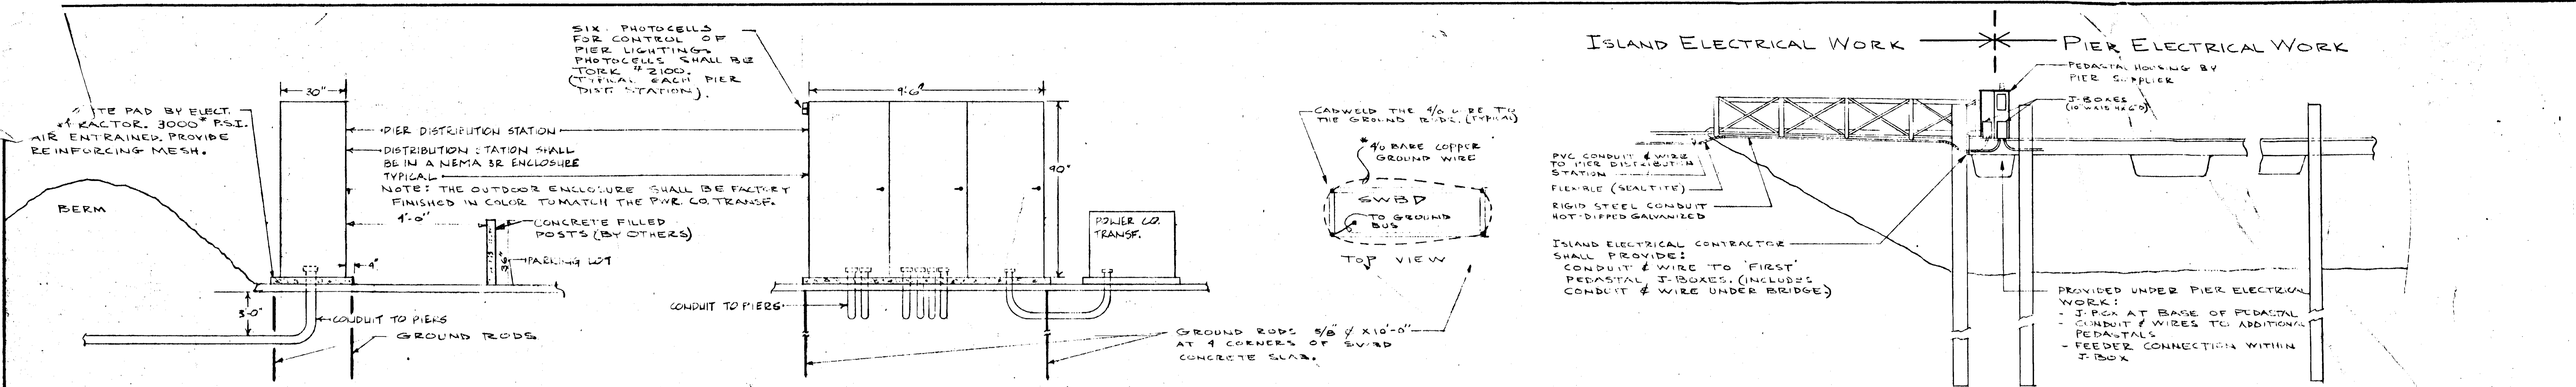 SIX PHOTOCELLS
FOR CONTROL OF
PIER LIGHTING.
PHOTOCELLS SHALL BE
TORK #2100.
(TYPICAL EACH PIER
DIST. STATION).
30"
9'-6"
90"
PAD BY ELECT.
3000# P.S.I.
AIR ENTRAINED. PROVIDE
REINFORCING MESH.
PIER DISTRIBUTION STATION
DISTRIBUTION STATION SHALL
BE IN A NEMA 3R ENCLOSURE
TYPICAL
NOTE: THE OUTDOOR ENCLOSURE SHALL BE FACTORY
FINISHED IN COLOR TO MATCH THE PWR. CO. TRANSF.
BERM
4'-0"
CONCRETE FILLED
POSTS (BY OTHERS)
4"
PARKING LOT
3'-0"
CONDUIT TO PIERS
GROUND RODS
CONDUIT TO PIERS
POWER CO.
TRANSF.
GROUND RODS 5/8" ø X 10'-0"
AT 4 CORNERS OF SWBD
CONCRETE SLAB.
CADWELD THE 4/0 WIRE TO
THE GROUND RODS. (TYPICAL)
#4/0 BARE COPPER
GROUND WIRE
SWBD
TO GROUND
BUS
TOP VIEW
ISLAND ELECTRICAL WORK
PIER ELECTRICAL WORK
PEDASTAL HOUSING BY
PIER SUPPLIER
J-BOXES
PVC CONDUIT & WIRE
TO PIER DISTRIBUTION
STATION
FLEXIBLE (SEALTITE)
RIGID STEEL CONDUIT
HOT-DIPPED GALVANIZED
ISLAND ELECTRICAL CONTRACTOR
SHALL PROVIDE:
CONDUIT & WIRE TO 'FIRST'
PEDASTAL J-BOXES. (INCLUDES
CONDUIT & WIRE UNDER BRIDGE.)
PROVIDED UNDER PIER ELECTRICAL
WORK:
- J-BOX AT BASE OF PEDASTAL
- CONDUIT & WIRES TO ADDITIONAL
PEDASTALS
- FEEDER CONNECTION WITHIN
J-BOX